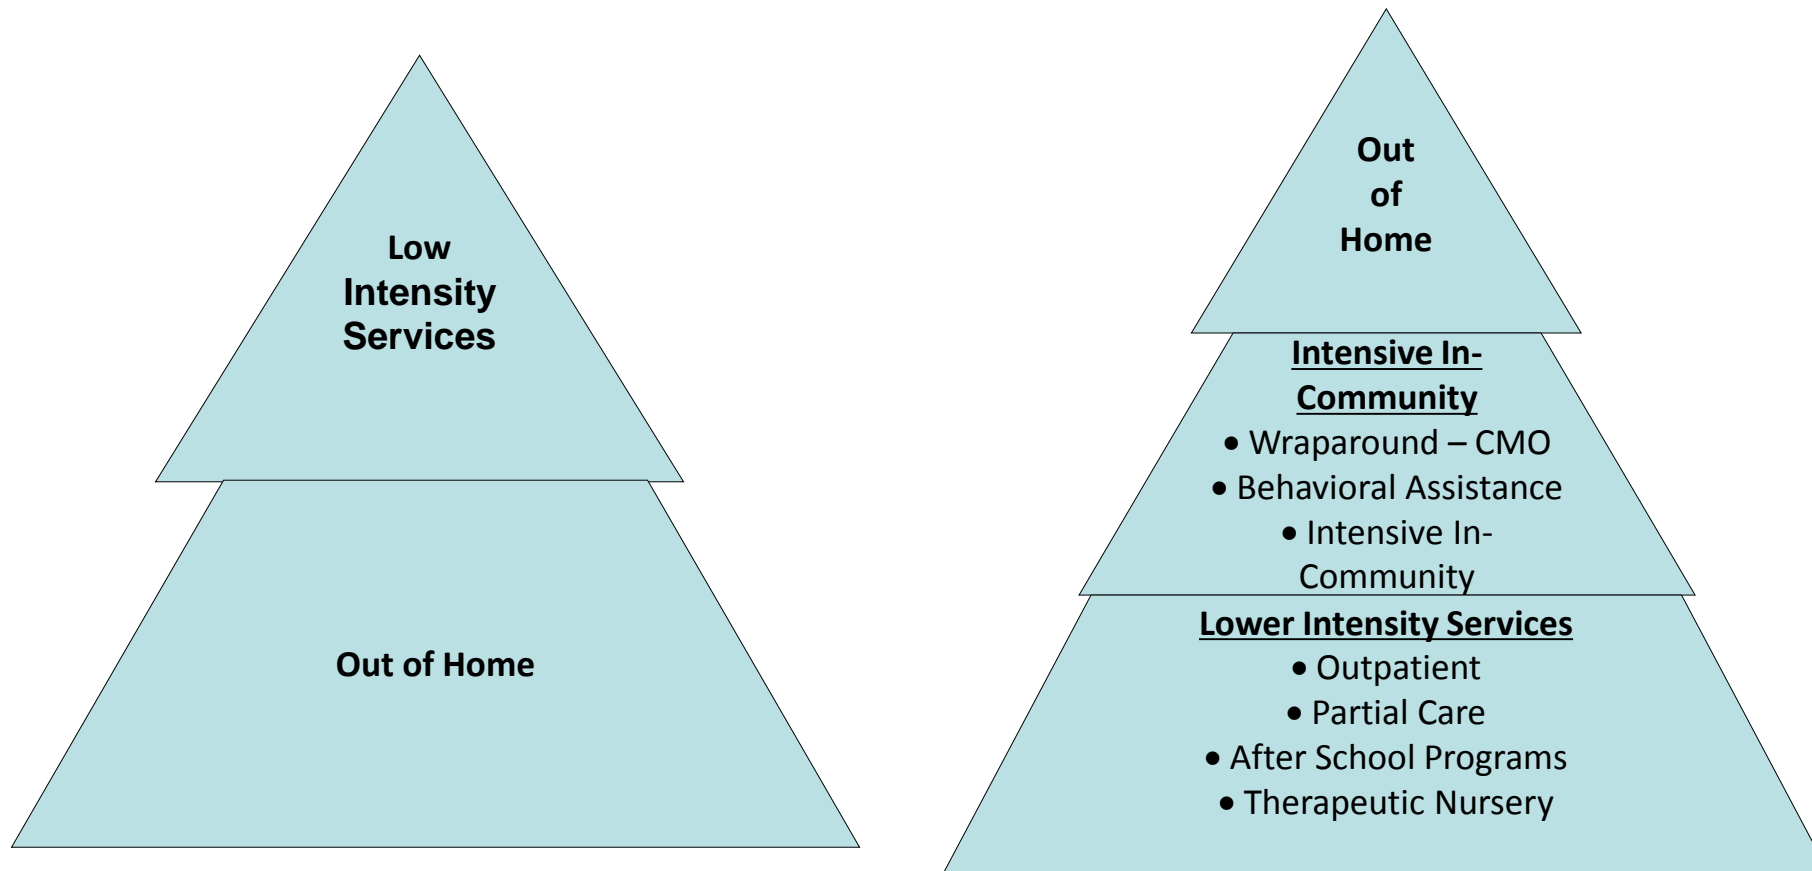 Low
Intensity
Services
Out of Home
Out
of
Home
Intensive In-
Community
• Wraparound – CMO
• Behavioral Assistance
• Intensive In-
Community
Lower Intensity Services
• Outpatient
• Partial Care
• After School Programs
• Therapeutic Nursery